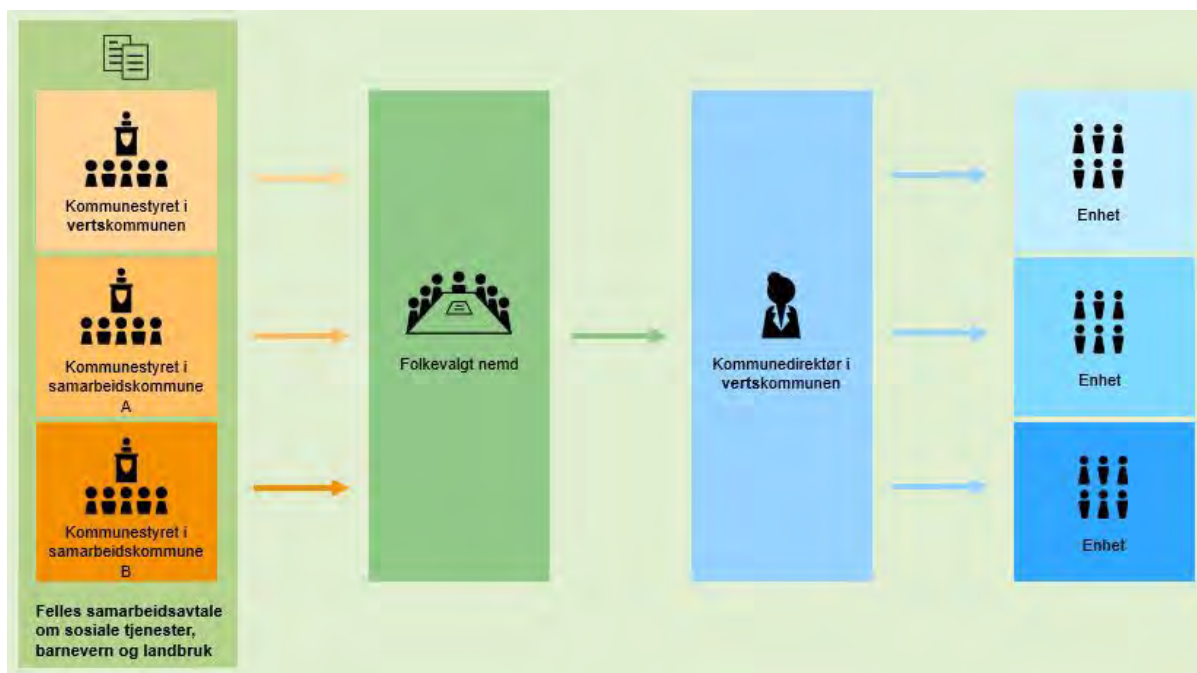 Kommunestyret i
vertskommunen
Kommunestyret i
samarbeidskommune
A
Kommunestyret i
samarbeidskommune
B
Felles samarbeidsavtale
om sosiale tjenester,
barnevern og landbruk
Folkevalgt nemd
Kommunedirektør i
vertskommunen
Enhet
Enhet
Enhet